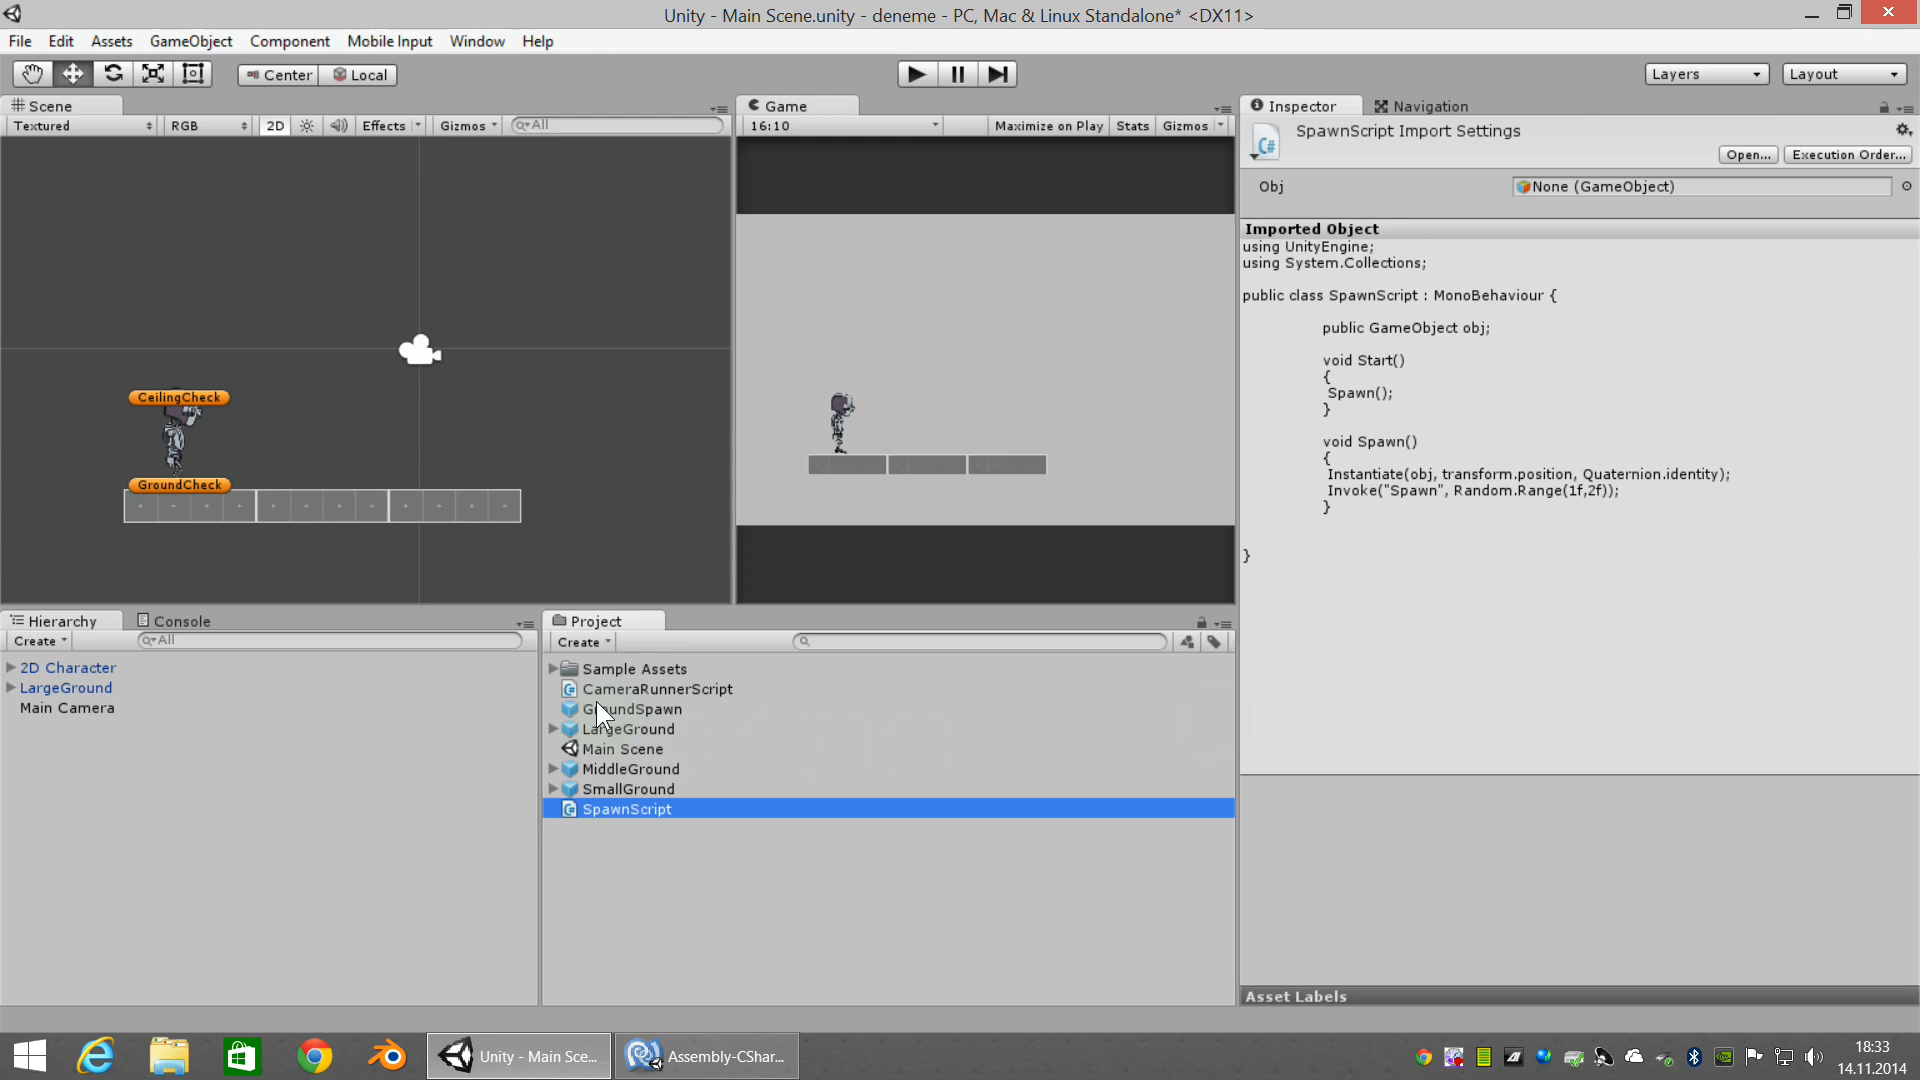 Unity - Main Scene.unity - deneme - PC, Mac & Linux Standalone* <DX11>
File Edit Assets GameObject Component Mobile Input Window Help
Center Local Layers Layout
Scene
Textured RGB 2D Effects Gizmos All
CeilingCheck
GroundCheck
Game
16:10 Maximize on Play Stats Gizmos
Inspector Navigation
SpawnScript Import Settings
C#
Open... Execution Order...
Obj None (GameObject)
Imported Object
using UnityEngine;
using System.Collections;
public class SpawnScript : MonoBehaviour {
public GameObject obj;
void Start()
{
Spawn();
}
void Spawn()
{
Instantiate(obj, transform.position, Quaternion.identity);
Invoke("Spawn", Random.Range(1f,2f));
}
}
Asset Labels
Hierarchy Console
Create All
2D Character
LargeGround
Main Camera
Project
Create
Sample Assets
CameraRunnerScript
GroundSpawn
LargeGround
Main Scene
MiddleGround
SmallGround
SpawnScript
Unity - Main Sce...
Assembly-CShar...
18:33
14.11.2014